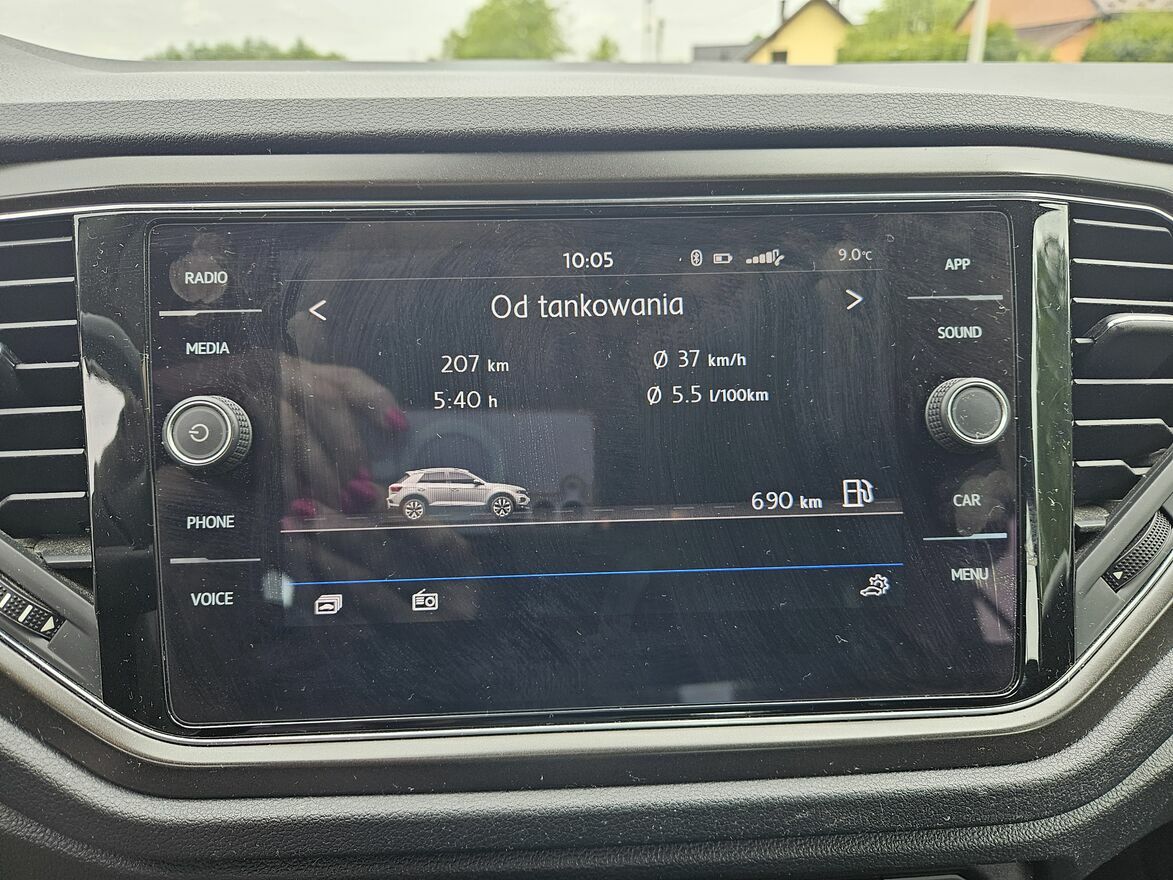 10:05 9.0°C
Od tankowania
207 km Ø 37 km/h
5:40 h Ø 5.5 l/100km
690 km
RADIO
MEDIA
PHONE
VOICE
APP
SOUND
CAR
MENU